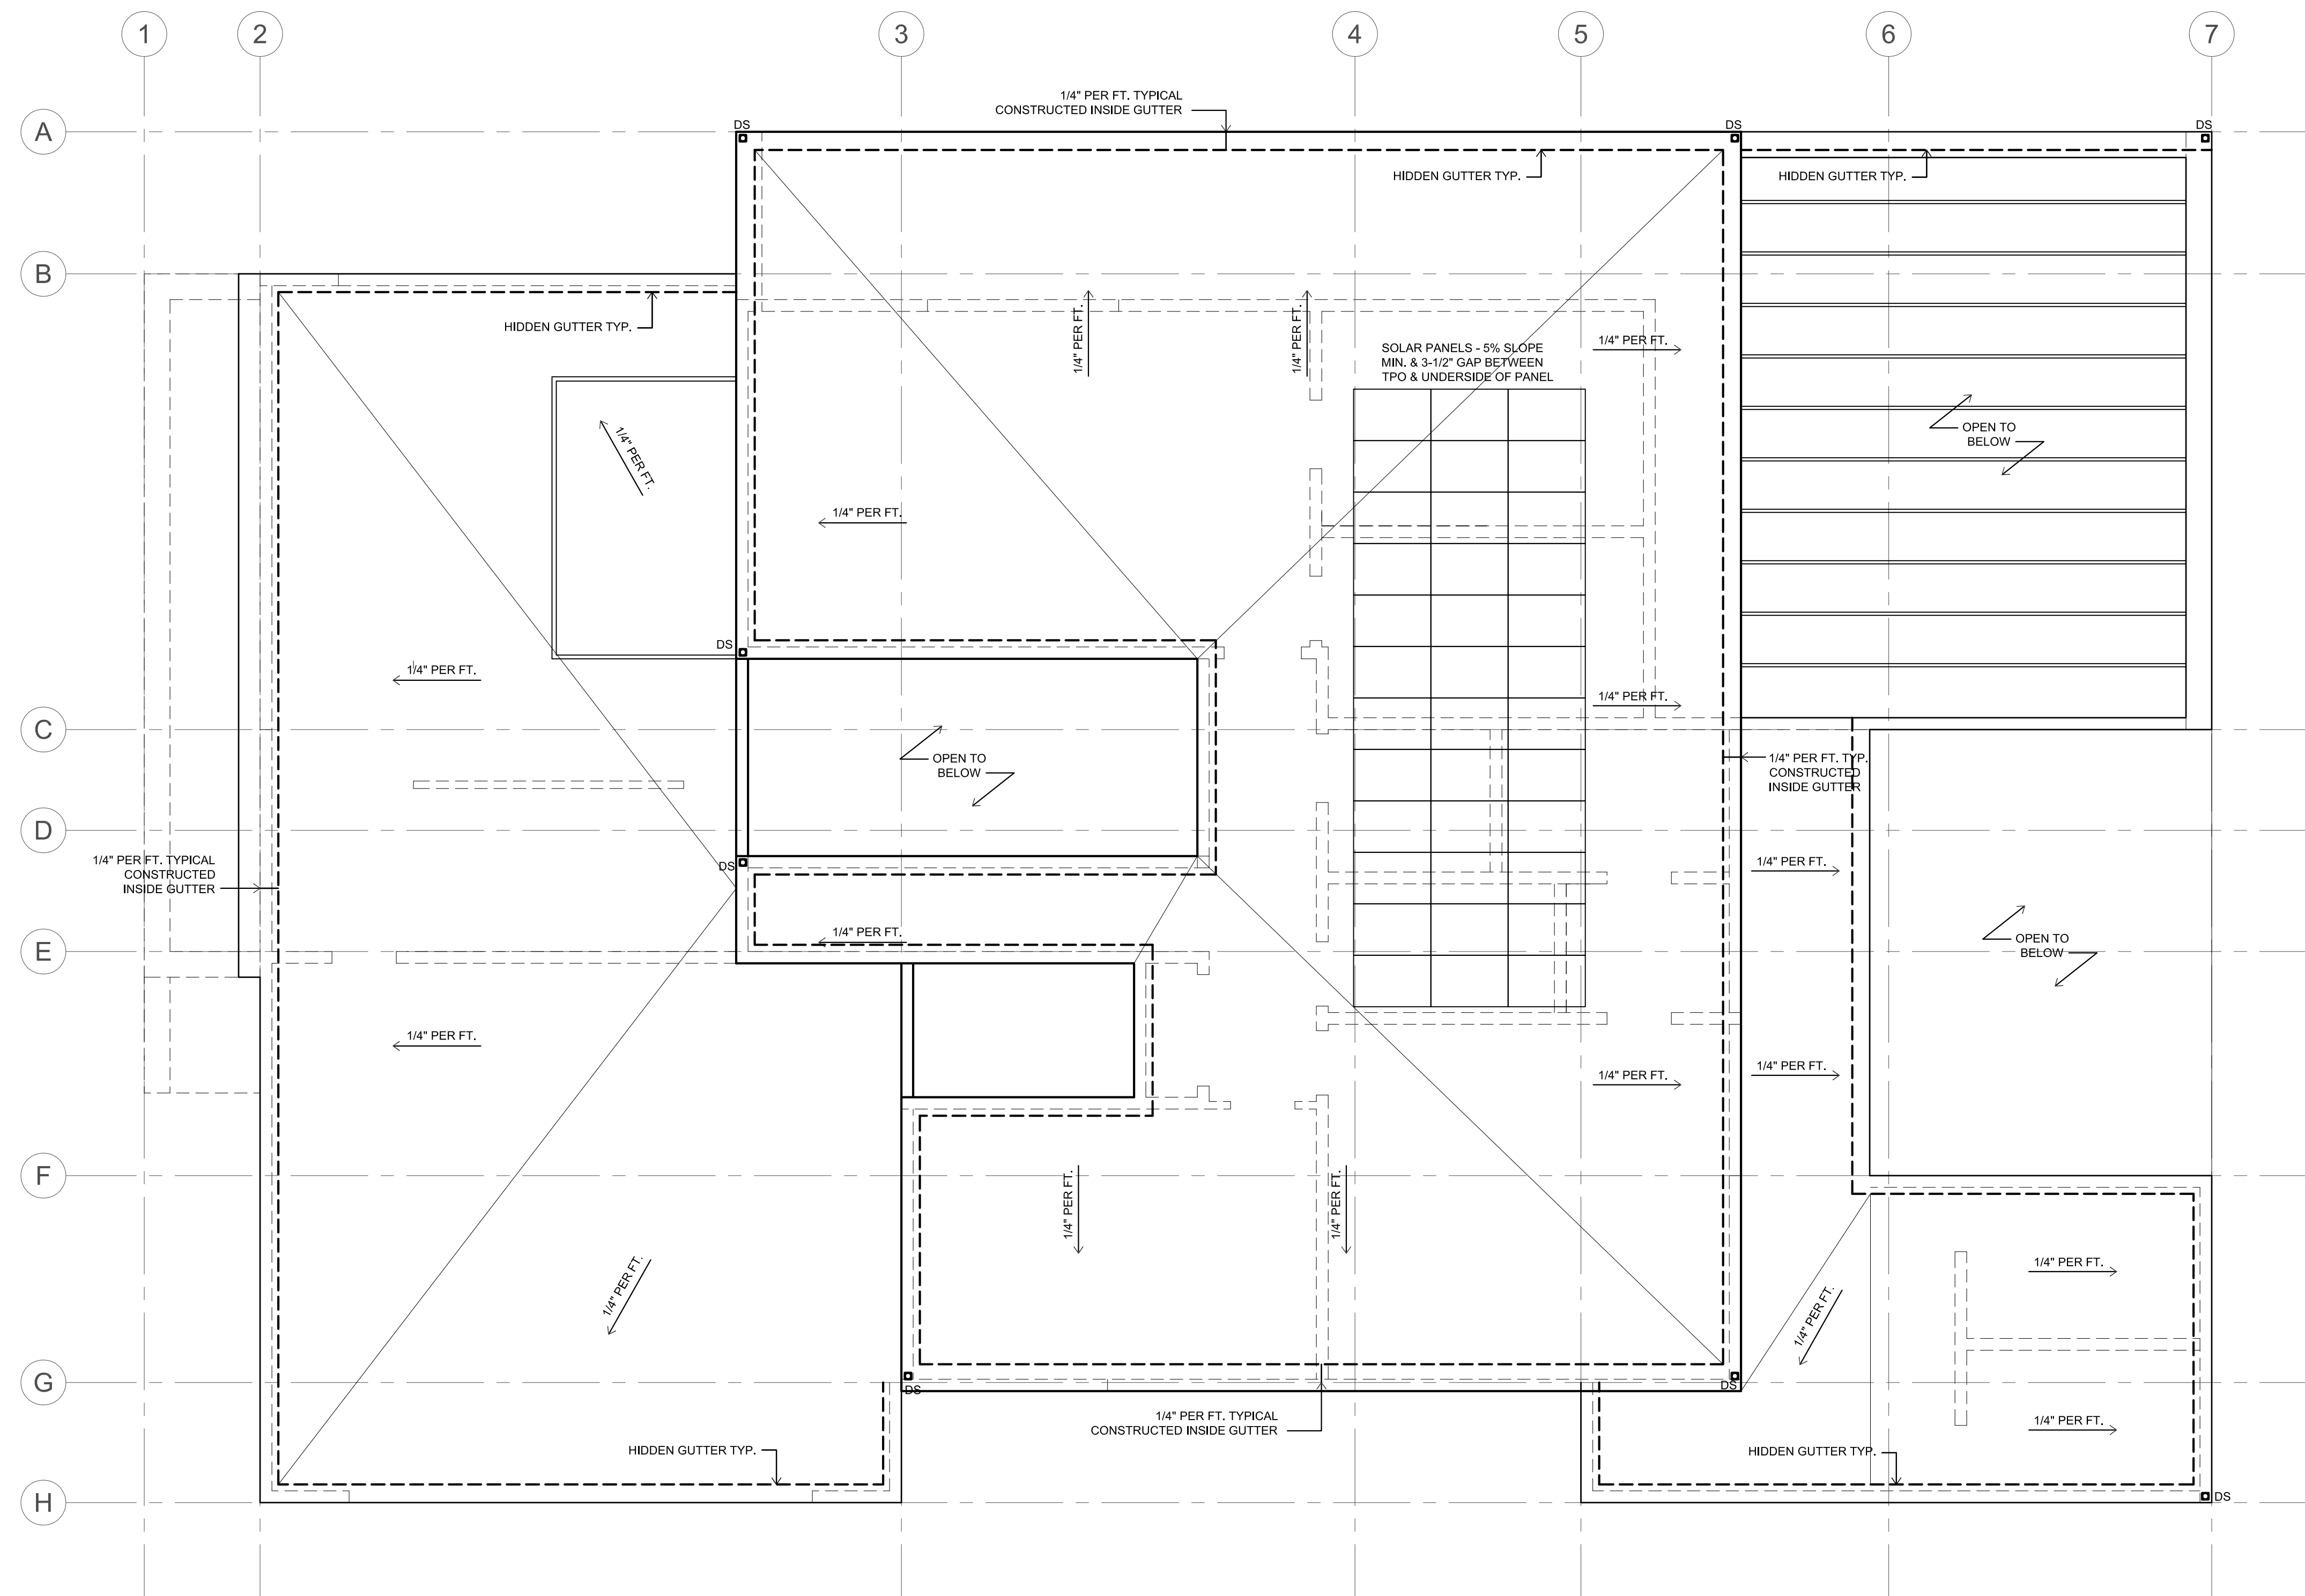 1
2
3
4
5
6
7
A
B
C
D
E
F
G
H
1/4" PER FT. TYPICAL
CONSTRUCTED INSIDE GUTTER
DS
DS
DS
HIDDEN GUTTER TYP.
HIDDEN GUTTER TYP.
HIDDEN GUTTER TYP.
1/4" PER FT.
1/4" PER FT.
SOLAR PANELS - 5% SLOPE
MIN. & 3-1/2" GAP BETWEEN
TPO & UNDERSIDE OF PANEL
1/4" PER FT.
1/4" PER FT.
1/4" PER FT.
OPEN TO
BELOW
DS
1/4" PER FT.
1/4" PER FT.
OPEN TO
BELOW
1/4" PER FT. TYP.
CONSTRUCTED
INSIDE GUTTER
1/4" PER FT. TYPICAL
CONSTRUCTED
INSIDE GUTTER
DS
1/4" PER FT.
1/4" PER FT.
OPEN TO
BELOW
1/4" PER FT.
1/4" PER FT.
1/4" PER FT.
1/4" PER FT.
1/4" PER FT.
1/4" PER FT.
1/4" PER FT.
1/4" PER FT.
DS
DS
1/4" PER FT. TYPICAL
CONSTRUCTED INSIDE GUTTER
1/4" PER FT.
HIDDEN GUTTER TYP.
HIDDEN GUTTER TYP.
DS